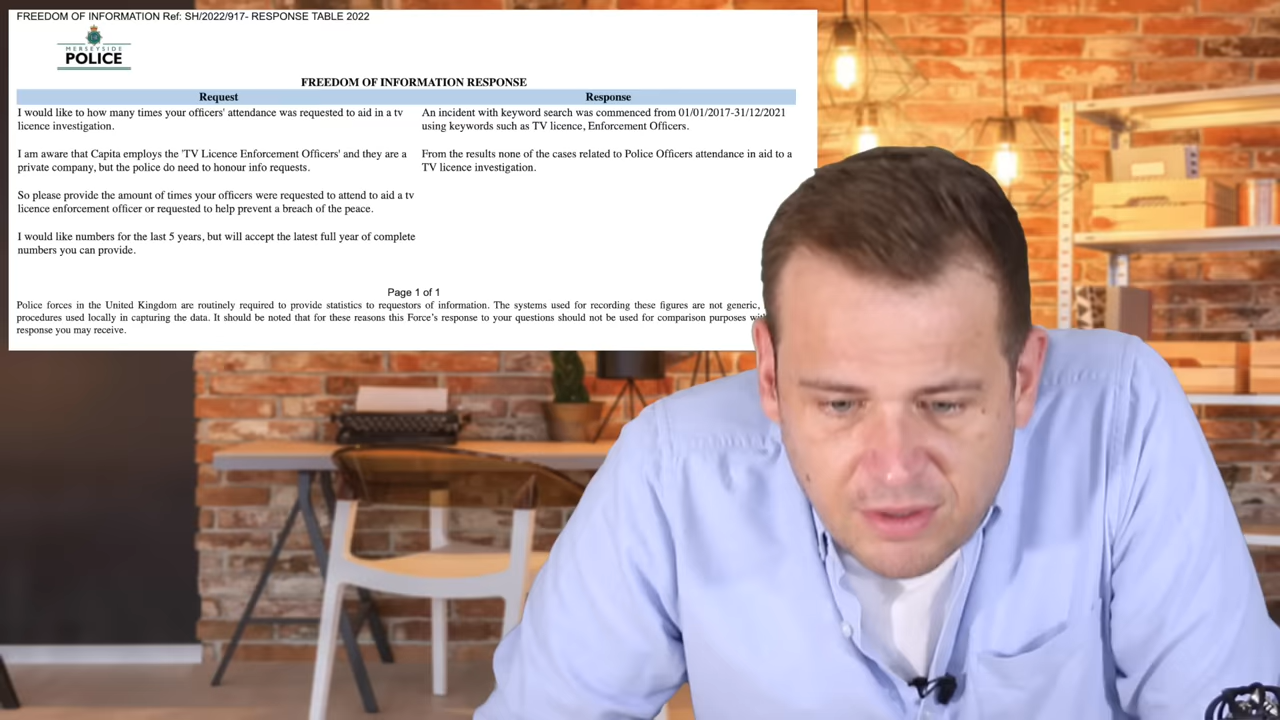 FREEDOM OF INFORMATION Ref: SH/2022/917- RESPONSE TABLE 2022
MERSEYSIDE
POLICE
FREEDOM OF INFORMATION RESPONSE
Request
Response
I would like to how many times your officers' attendance was requested to aid in a tv
licence investigation.
I am aware that Capita employs the 'TV Licence Enforcement Officers' and they are a
private company, but the police do need to honour info requests.
So please provide the amount of times your officers were requested to attend to aid a tv
licence enforcement officer or requested to help prevent a breach of the peace.
I would like numbers for the last 5 years, but will accept the latest full year of complete
numbers you can provide.
An incident with keyword search was commenced from 01/01/2017-31/12/2021
using keywords such as TV licence, Enforcement Officers.
From the results none of the cases related to Police Officers attendance in aid to a
TV licence investigation.
Page 1 of 1
Police forces in the United Kingdom are routinely required to provide statistics to requestors of information. The systems used for recording these figures are not generic,
procedures used locally in capturing the data. It should be noted that for these reasons this Force's response to your questions should not be used for comparison purposes
response you may receive.